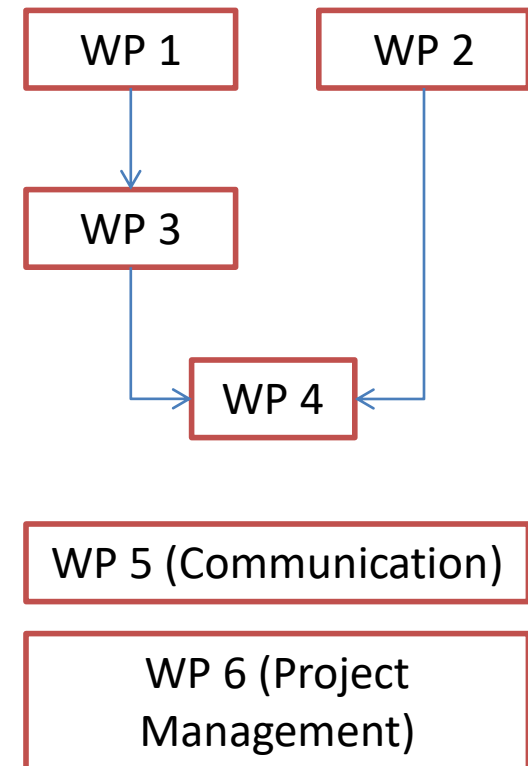 WP 1
WP 2
WP 3
WP 4
WP 5 (Communication)
WP 6 (Project
Management)